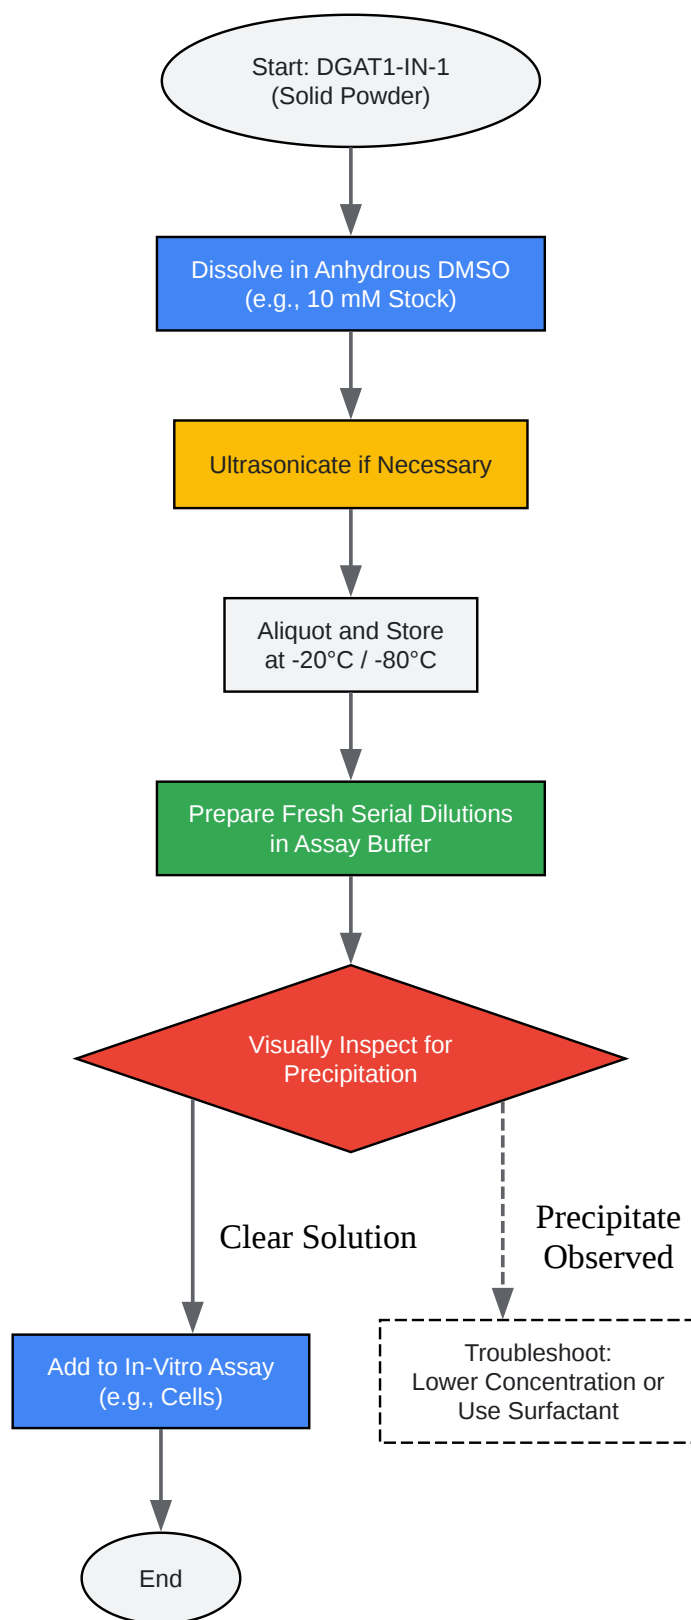 Start: DGAT1-IN-1
(Solid Powder)
Dissolve in Anhydrous DMSO
(e.g., 10 mM Stock)
Ultrasonicate if Necessary
Aliquot and Store
at -20°C / -80°C
Prepare Fresh Serial Dilutions
in Assay Buffer
Visually Inspect for
Precipitation
Clear Solution
Precipitate
Observed
Add to In-Vitro Assay
(e.g., Cells)
Troubleshoot:
Lower Concentration or
Use Surfactant
End